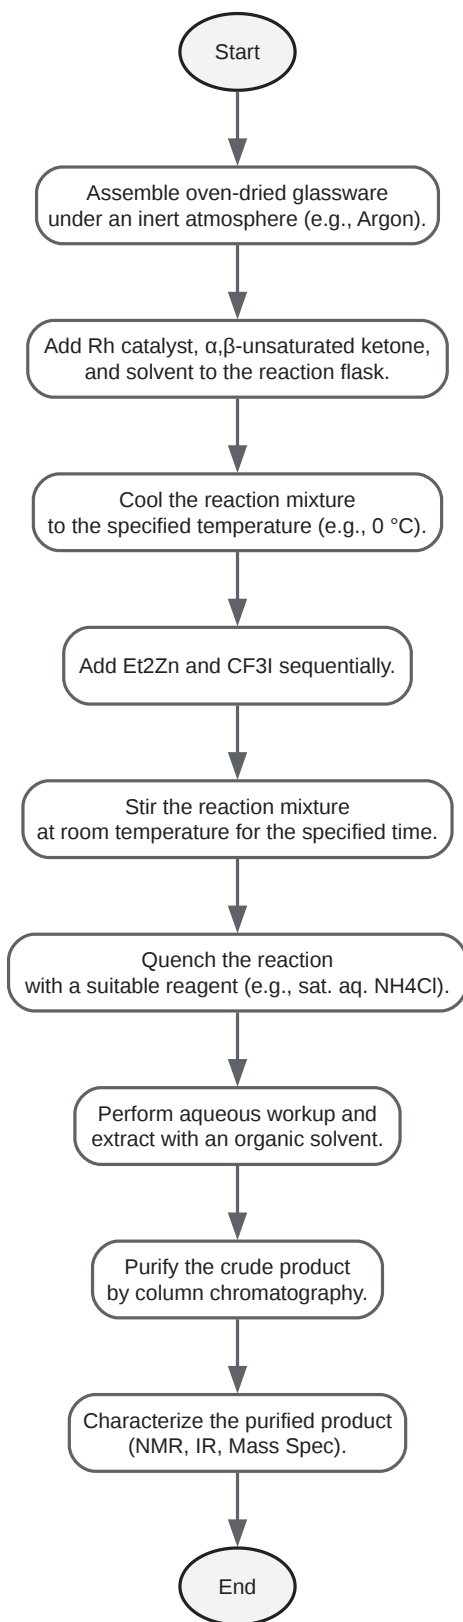 Start
Assemble oven-dried glassware
under an inert atmosphere (e.g., Argon).
Add Rh catalyst, α,β-unsaturated ketone,
and solvent to the reaction flask.
Cool the reaction mixture
to the specified temperature (e.g., 0 °C).
Add Et2Zn and CF3I sequentially.
Stir the reaction mixture
at room temperature for the specified time.
Quench the reaction
with a suitable reagent (e.g., sat. aq. NH4Cl).
Perform aqueous workup and
extract with an organic solvent.
Purify the crude product
by column chromatography.
Characterize the purified product
(NMR, IR, Mass Spec).
End